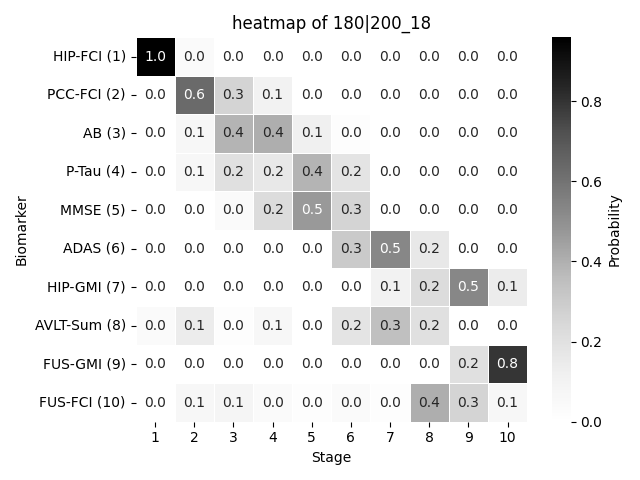 heatmap of 180|200_18
HIP-FCI (1) 1.0 0.0 0.0 0.0 0.0 0.0 0.0 0.0 0.0 0.0
PCC-FCI (2) 0.0 0.6 0.3 0.1 0.0 0.0 0.0 0.0 0.0 0.0
AB (3) 0.0 0.1 0.4 0.4 0.1 0.0 0.0 0.0 0.0 0.0
P-Tau (4) 0.0 0.1 0.2 0.2 0.4 0.2 0.0 0.0 0.0 0.0
MMSE (5) 0.0 0.0 0.0 0.2 0.5 0.3 0.0 0.0 0.0 0.0
ADAS (6) 0.0 0.0 0.0 0.0 0.0 0.3 0.5 0.2 0.0 0.0
HIP-GMI (7) 0.0 0.0 0.0 0.0 0.0 0.0 0.1 0.2 0.5 0.1
AVLT-Sum (8) 0.0 0.1 0.0 0.1 0.0 0.2 0.3 0.2 0.0 0.0
FUS-GMI (9) 0.0 0.0 0.0 0.0 0.0 0.0 0.0 0.0 0.2 0.8
FUS-FCI (10) 0.0 0.1 0.1 0.0 0.0 0.0 0.0 0.4 0.3 0.1
1 2 3 4 5 6 7 8 9 10
Stage
Biomarker
0.8
0.6
0.4
0.2
0.0
Probability